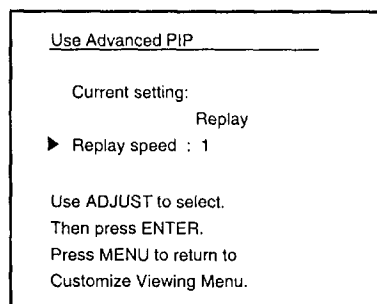 Use Advanced PIP
Current setting:
Replay
▶ Replay speed : 1
Use ADJUST to select.
Then press ENTER.
Press MENU to return to
Customize Viewing Menu.